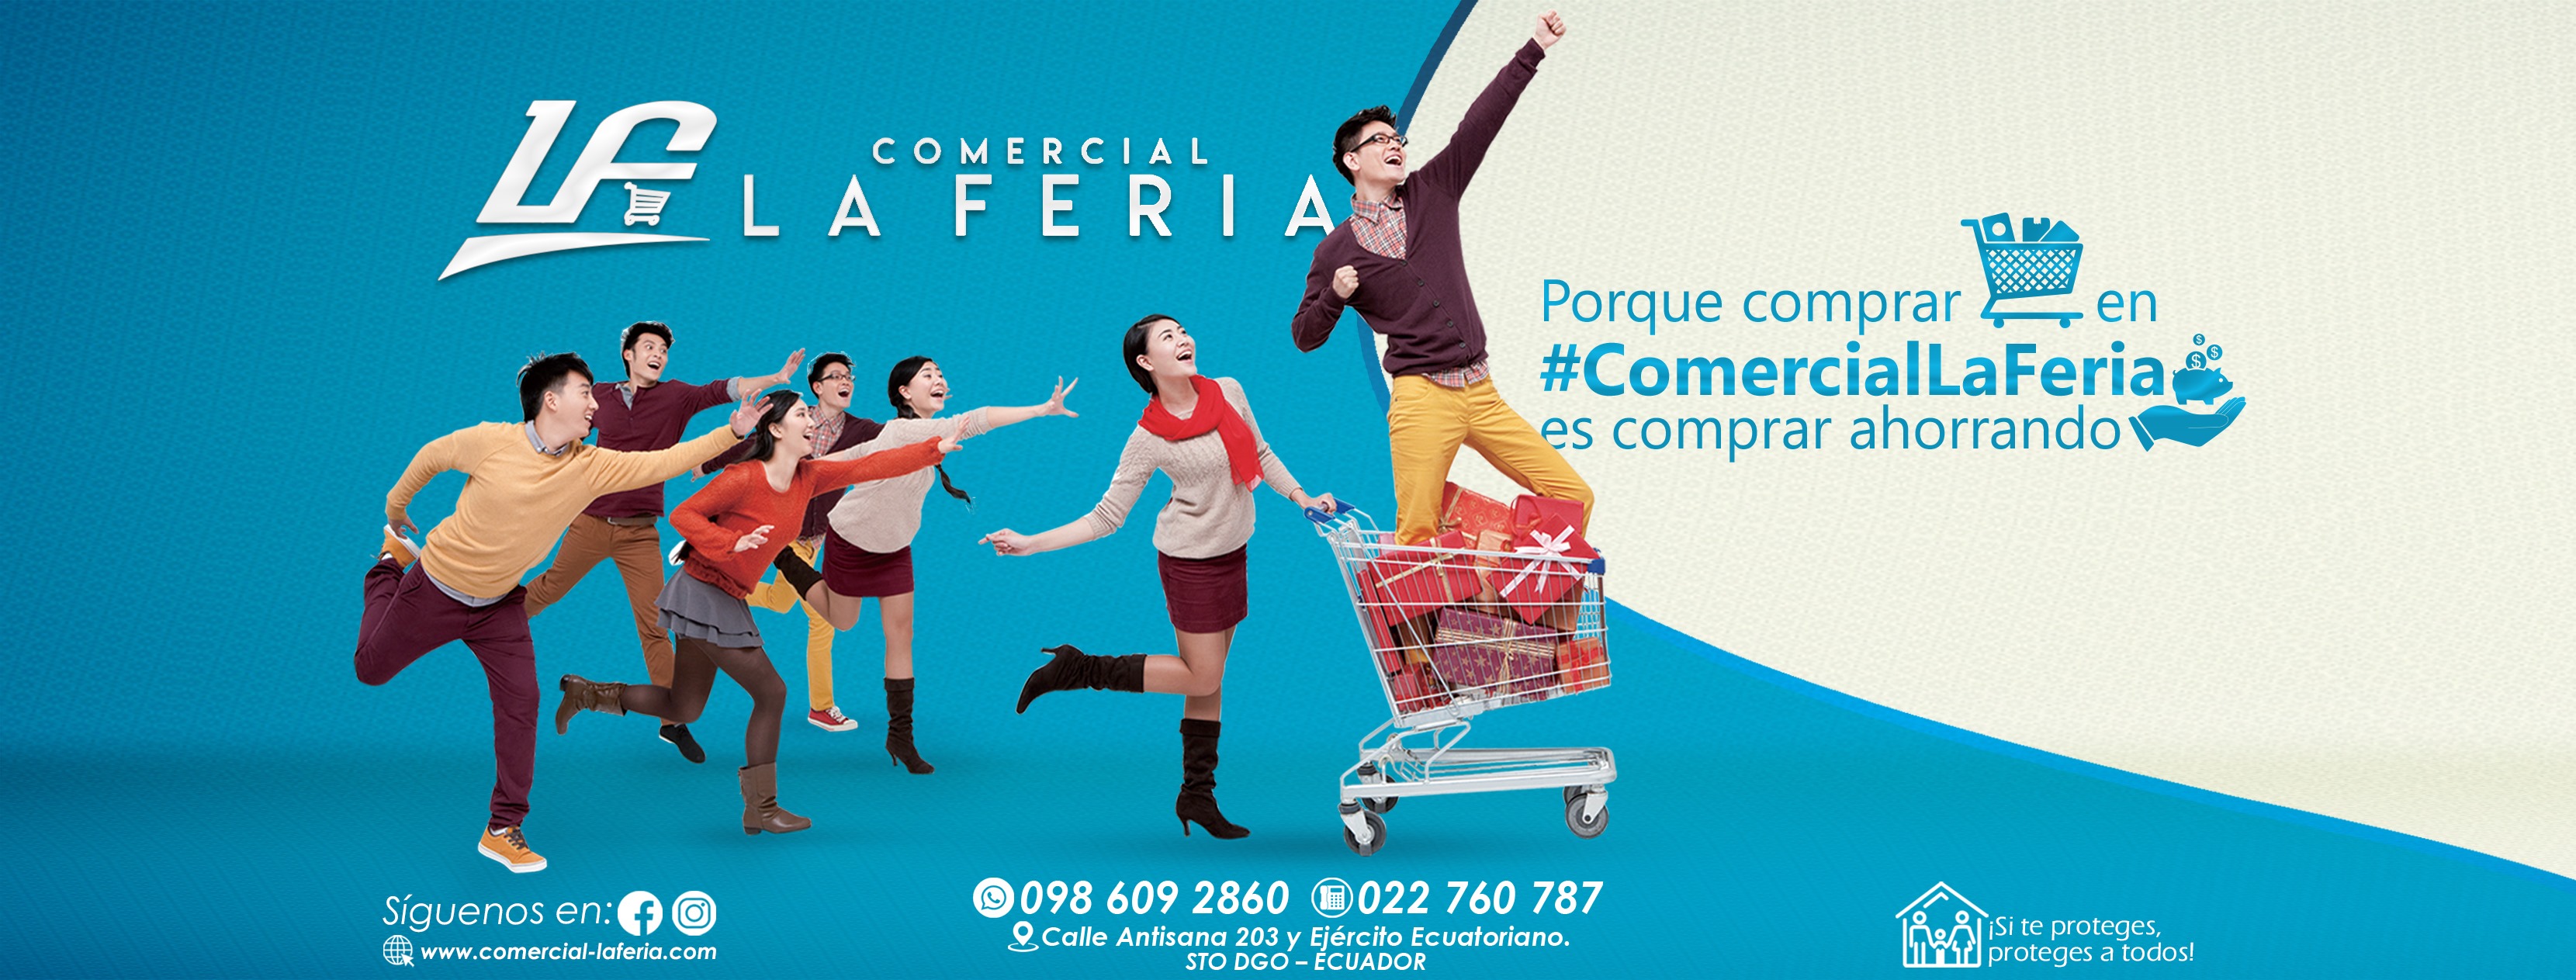 LF
COMERCIAL
LA FERIA
Porque comprar en
#ComercialLaFeria
es comprar ahorrando
Síguenos en:
www.comercial-laferia.com
098 609 2860 022 760 787
Calle Antisana 203 y Ejército Ecuatoriano.
STO DGO – ECUADOR
¡Si te proteges,
proteges a todos!